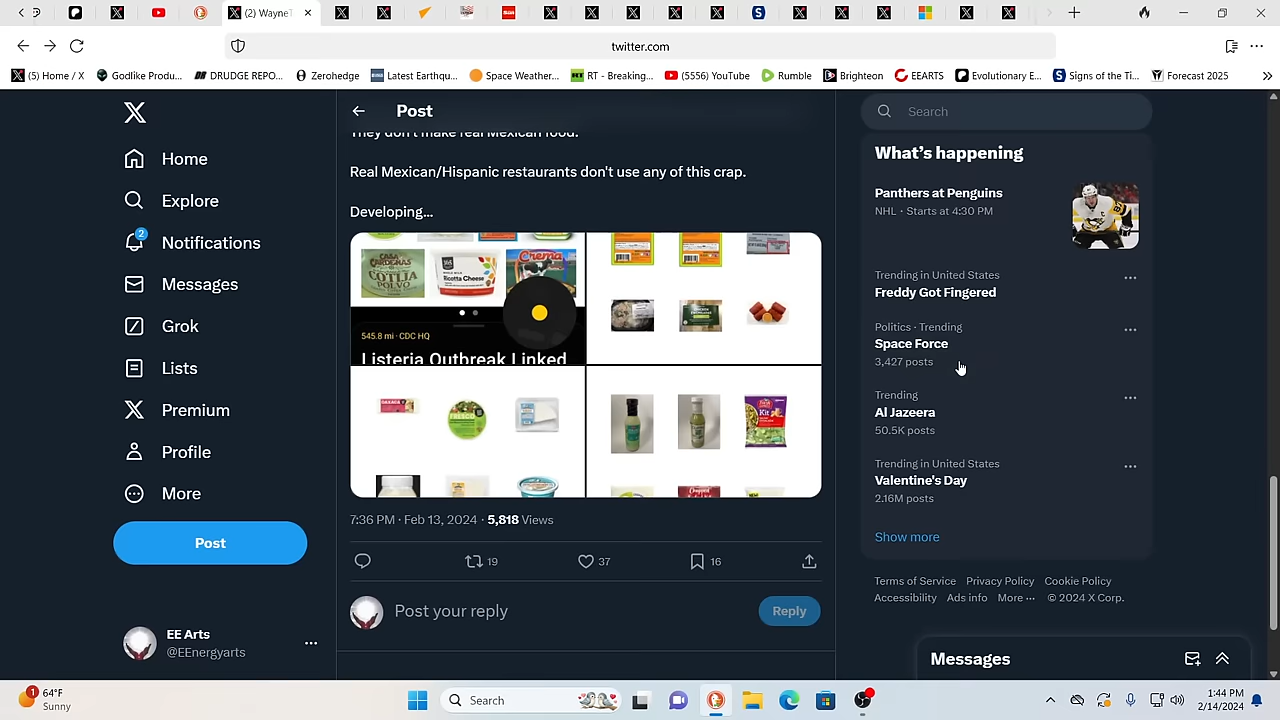 (2) WayneT
twitter.com
(5) Home / X
Godlike Produ...
DRUDGE REPO...
Zerohedge
Latest Earthqu...
Space Weather...
RT - Breaking...
(5556) YouTube
Rumble
Brighteon
EEARTS
Evolutionary E...
Signs of the Ti...
Forecast 2025
Home
Explore
2
Notifications
Messages
Grok
Lists
Premium
Profile
More
Post
EE Arts
@EEnergyarts
Post
They don't make real Mexican food.
Real Mexican/Hispanic restaurants don't use any of this crap.
Developing...
CASA CARDENAS
COTIJA
POLVO
Ricotta Cheese
Crema
545.8 mi · CDC HQ
Listeria Outbreak Linked
OAXACA
Kit
Chopped
7:36 PM · Feb 13, 2024 · 5,818 Views
19
37
16
Post your reply
Reply
Search
What's happening
Panthers at Penguins
NHL · Starts at 4:30 PM
Trending in United States
Freddy Got Fingered
Politics · Trending
Space Force
3,427 posts
Trending
Al Jazeera
50.5K posts
Trending in United States
Valentine's Day
2.16M posts
Show more
Terms of Service Privacy Policy Cookie Policy
Accessibility Ads info More ··· © 2024 X Corp.
Messages
1
64°F
Sunny
Search
1:44 PM
2/14/2024